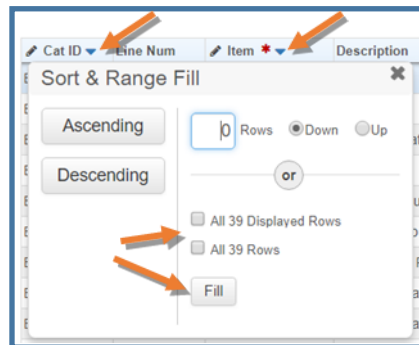 Cat ID Line Num Item * Description
Sort & Range Fill
Ascending
Descending
0 Rows Down Up
or
All 39 Displayed Rows
All 39 Rows
Fill